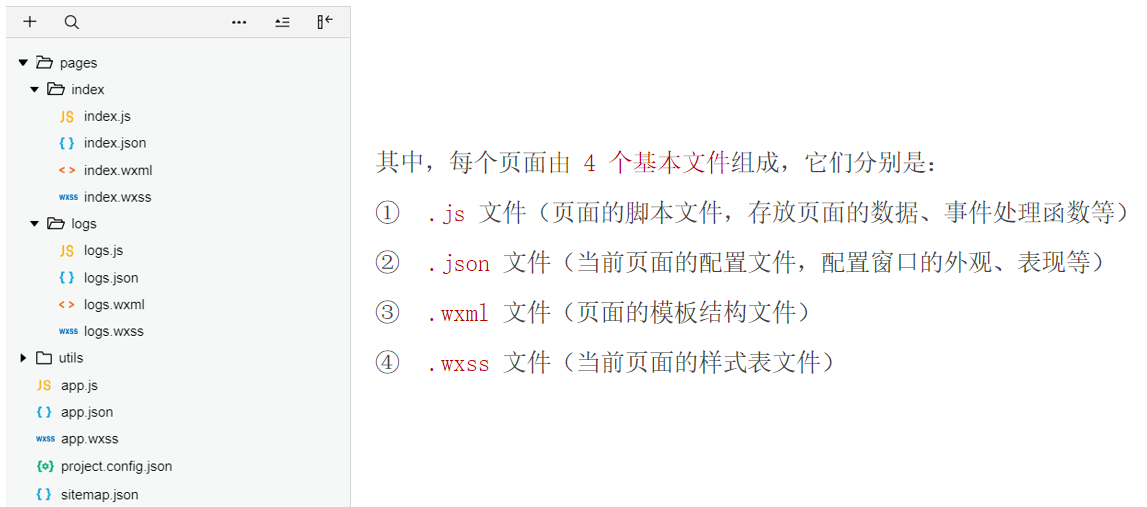 pages
index
JS index.js
{ } index.json
< > index.wxml
wxss index.wxss
logs
JS logs.js
{ } logs.json
< > logs.wxml
wxss logs.wxss
utils
JS app.js
{ } app.json
wxss app.wxss
project.config.json
{ } sitemap.json
其中，每个页面由 4 个基本文件组成，它们分别是：
① .js 文件（页面的脚本文件，存放页面的数据、事件处理函数等）
② .json 文件（当前页面的配置文件，配置窗口的外观、表现等）
③ .wxml 文件（页面的模板结构文件）
④ .wxss 文件（当前页面的样式表文件）